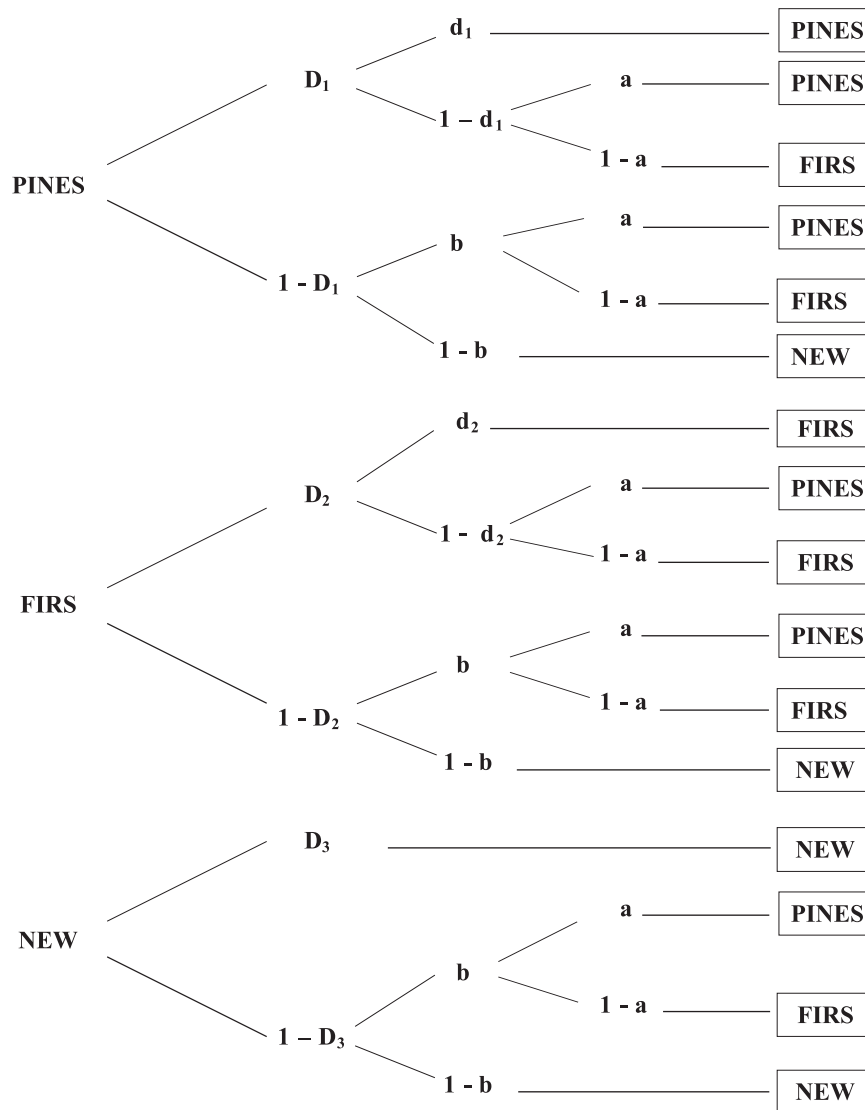 d₁ PINES
D₁ a PINES
1 – d₁
1 - a FIRS
PINES
a PINES
b
1 - D₁
1 - a FIRS
1 - b NEW
d₂ FIRS
D₂ a PINES
1 - d₂
1 - a FIRS
FIRS
a PINES
b
1 - a FIRS
1 - D₂
1 - b NEW
D₃ NEW
a PINES
NEW
b
1 - a FIRS
1 – D₃
1 - b NEW